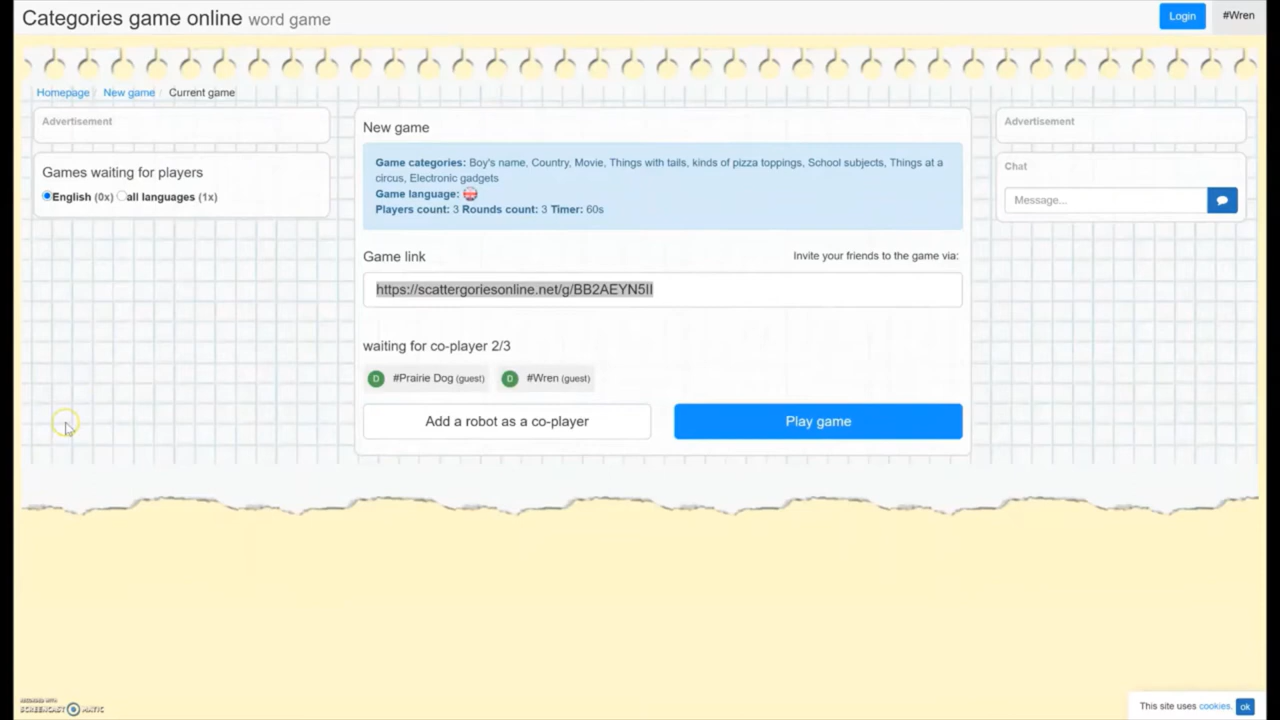 Categories game online word game
Login
#Wren
Homepage / New game / Current game
Advertisement
Games waiting for players
English (0x) all languages (1x)
New game
Game categories: Boy's name, Country, Movie, Things with tails, kinds of pizza toppings, School subjects, Things at a
circus, Electronic gadgets
Game language:
Players count: 3 Rounds count: 3 Timer: 60s
Game link
Invite your friends to the game via:
https://scattergoriesonline.net/g/BB2AEYN5II
waiting for co-player 2/3
D #Prairie Dog (guest)
D #Wren (guest)
Add a robot as a co-player
Play game
Advertisement
Chat
Message...
RECORDED WITH
SCREENCAST MATIC
This site uses cookies. ok